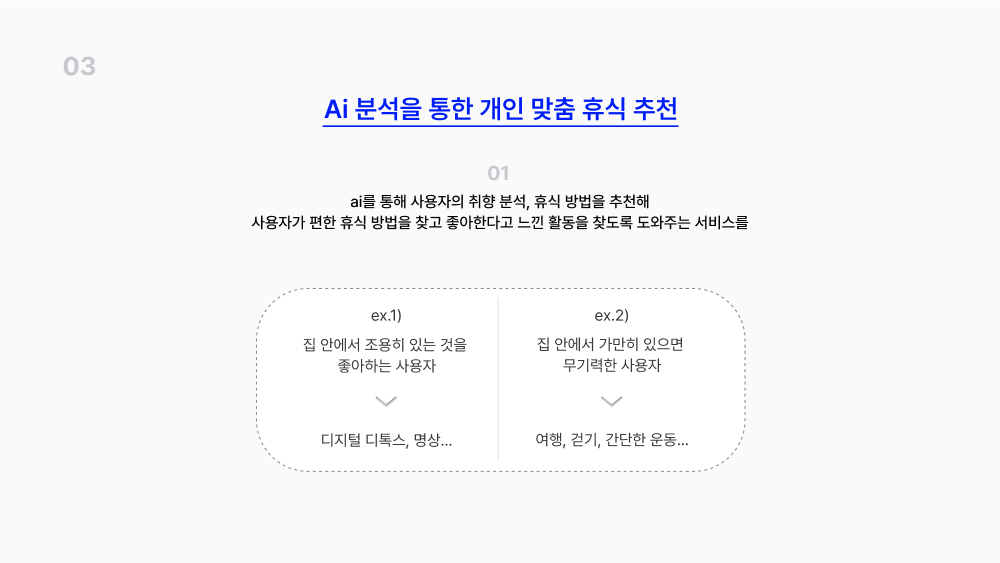 03
Ai 분석을 통한 개인 맞춤 휴식 추천
01
ai를 통해 사용자의 취향 분석, 휴식 방법을 추천해
사용자가 편한 휴식 방법을 찾고 좋아한다고 느낀 활동을 찾도록 도와주는 서비스를
ex.1)
집 안에서 조용히 있는 것을
좋아하는 사용자
디지털 디톡스, 명상...
ex.2)
집 안에서 가만히 있으면
무기력한 사용자
여행, 걷기, 간단한 운동...